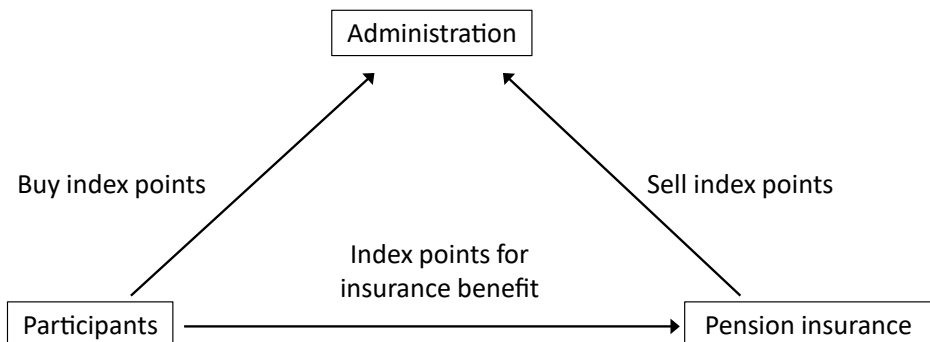 Administration
Buy index points
Sell index points
Index points for
insurance benefit
Participants
Pension insurance